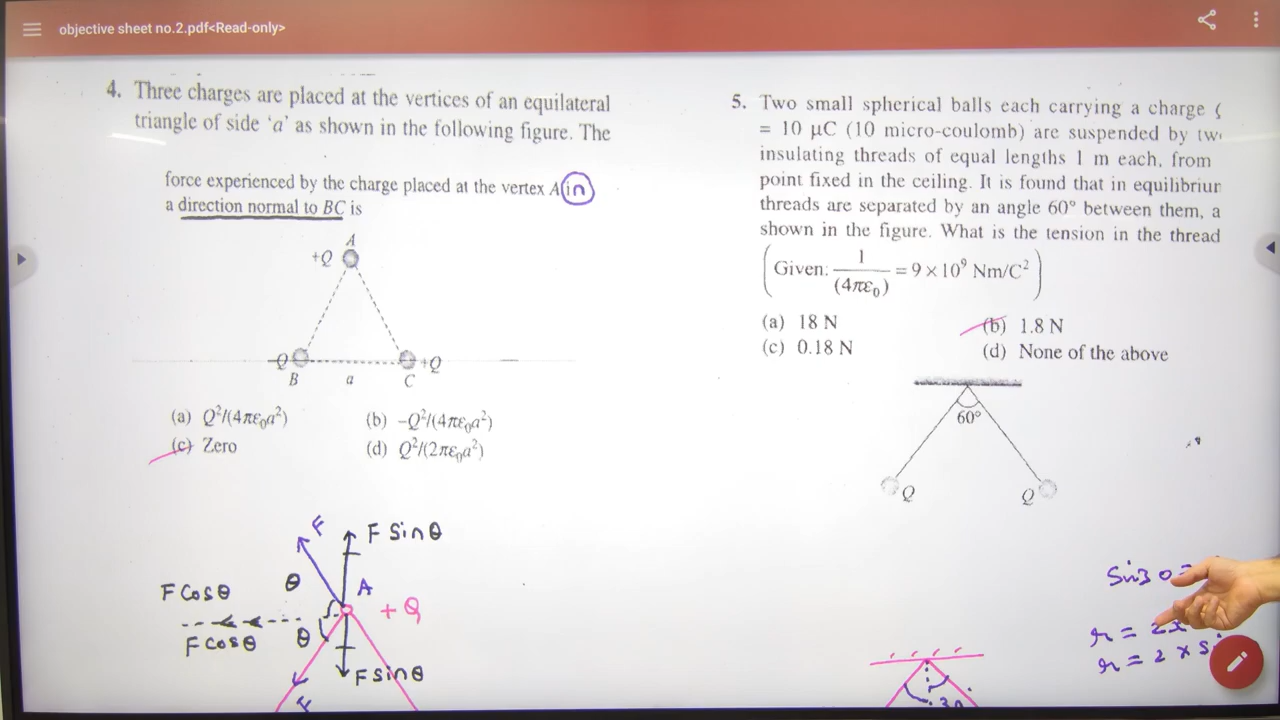 objective sheet no.2.pdf<Read-only>
4. Three charges are placed at the vertices of an equilateral
triangle of side ‘a’ as shown in the following figure. The
force experienced by the charge placed at the vertex A in
a direction normal to BC is
A
+Q
-Q
+Q
B
a
C
(a) Q²/(4πε₀a²)
(b) –Q²/(4πε₀a²)
(c) Zero
(d) Q²/(2πε₀a²)
F
F Sinθ
θ
A
F Cosθ
+ Q
F cosθ
θ
F sinθ
F
5. Two small spherical balls each carrying a charge
= 10 μC (10 micro-coulomb) are suspended by
insulating threads of equal lengths 1 m each, from
point fixed in the ceiling. It is found that in
threads are separated by an angle 60° between them, a
shown in the figure. What is the tension in the thread
(Given: 1/(4πε₀) = 9 × 10⁹ Nm/C²)
(a) 18 N
(b) 1.8 N
(c) 0.18 N
(d) None of the above
60°
Q
Q
Sin30 =
r = 2x
r = 2 x
30